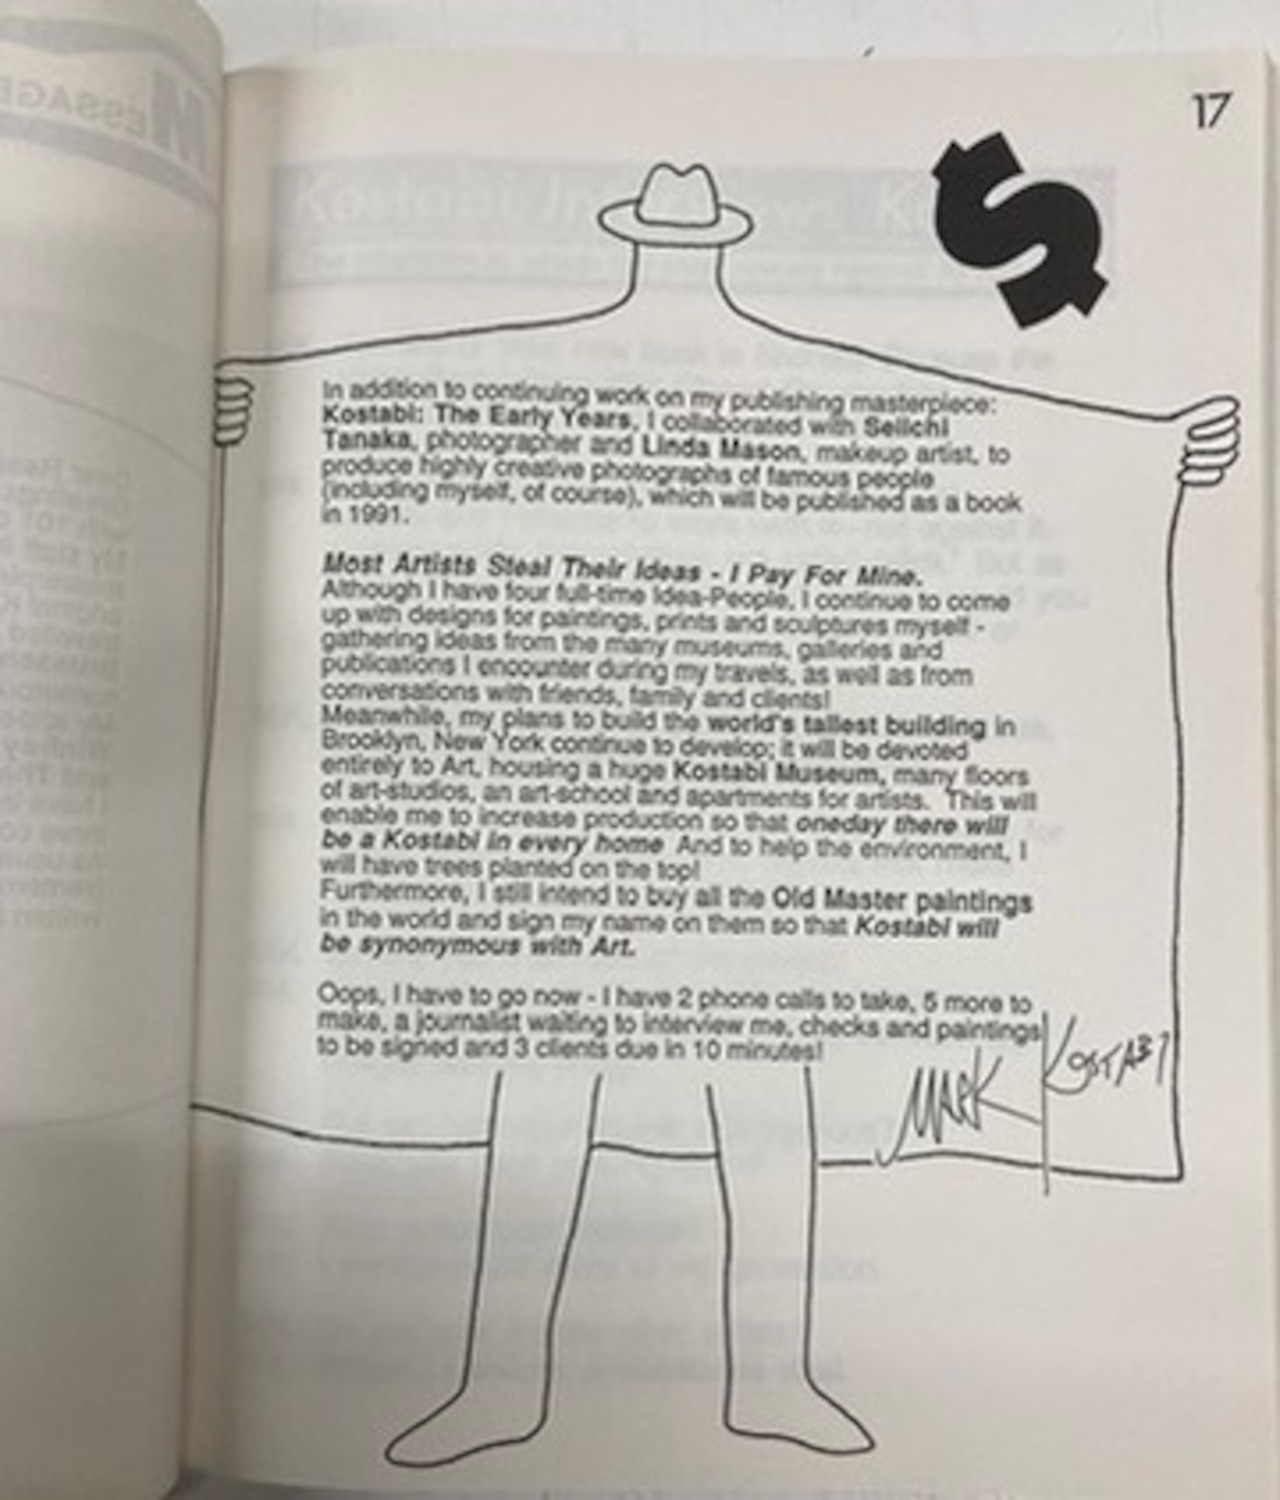 MESSAGE
17
$
In addition to continuing work on my publishing masterpiece:
Kostabi: The Early Years, I collaborated with Seiichi
Tanaka, photographer and Linda Mason, makeup artist, to
produce highly creative photographs of famous people
(including myself, of course), which will be published as a book
in 1991.
Most Artists Steal Their Ideas - I Pay For Mine.
Although I have four full-time Idea-People, I continue to come
up with designs for paintings, prints and sculptures myself -
gathering ideas from the many museums, galleries and
publications I encounter during my travels, as well as from
conversations with friends, family and clients!
Meanwhile, my plans to build the world's tallest building in
Brooklyn, New York continue to develop; it will be devoted
entirely to Art, housing a huge Kostabi Museum, many floors
of art-studios, an art-school and apartments for artists. This will
enable me to increase production so that oneday there will
be a Kostabi in every home And to help the environment, I
will have trees planted on the top!
Furthermore, I still intend to buy all the Old Master paintings
in the world and sign my name on them so that Kostabi will
be synonymous with Art.
Oops, I have to go now - I have 2 phone calls to take, 5 more to
make, a journalist waiting to interview me, checks and paintings
to be signed and 3 clients due in 10 minutes!
MARK KOSTABI